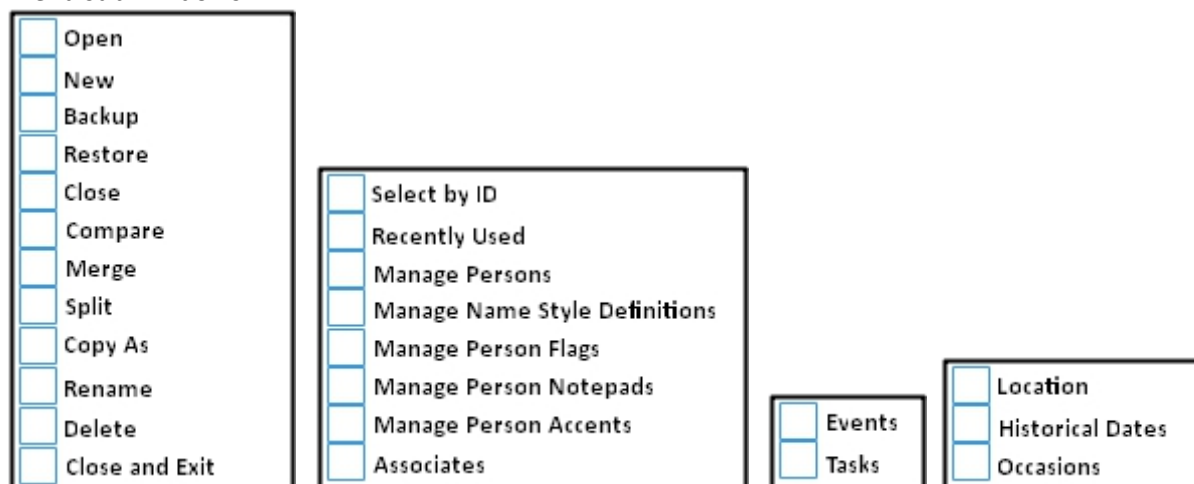 Open
New
Backup
Restore
Close
Compare
Merge
Split
Copy As
Rename
Delete
Close and Exit
Select by ID
Recently Used
Manage Persons
Manage Name Style Definitions
Manage Person Flags
Manage Person Notepads
Manage Person Accents
Associates
Events
Tasks
Location
Historical Dates
Occasions